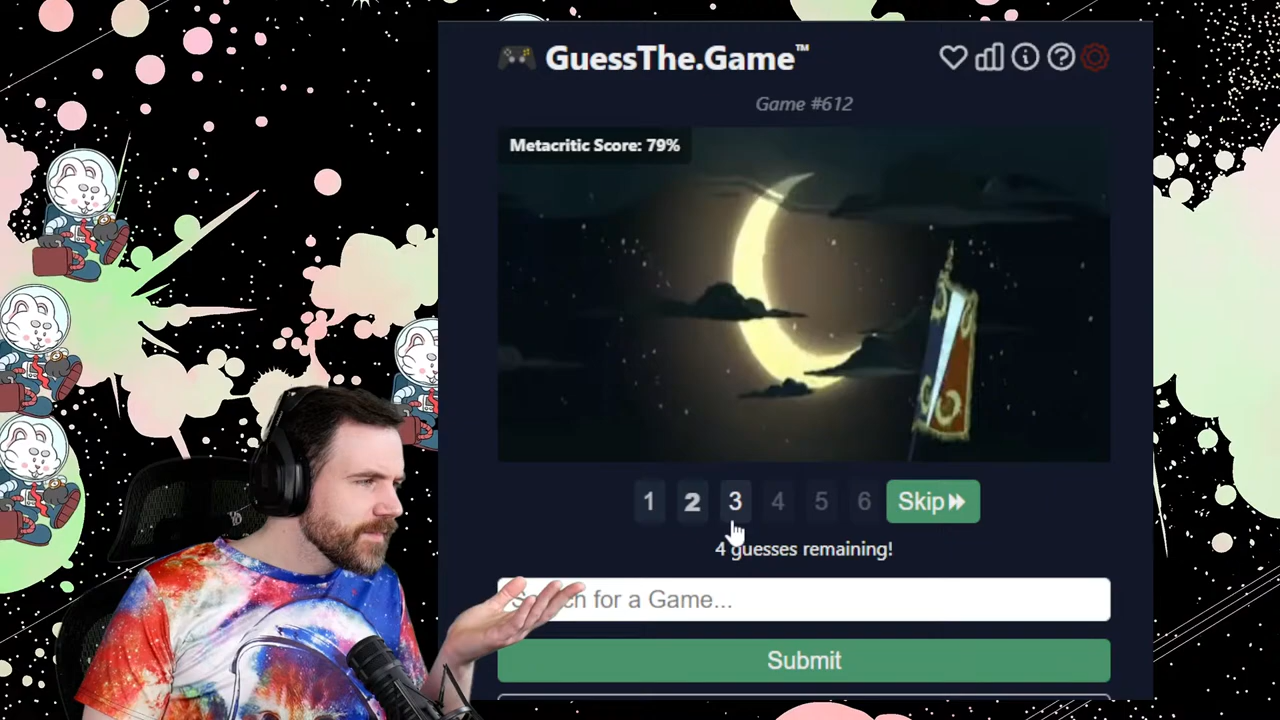 GuessThe.Game™
Game #612
Metacritic Score: 79%
1 2 3 4 5 6 Skip
4 guesses remaining!
Search for a Game...
Submit